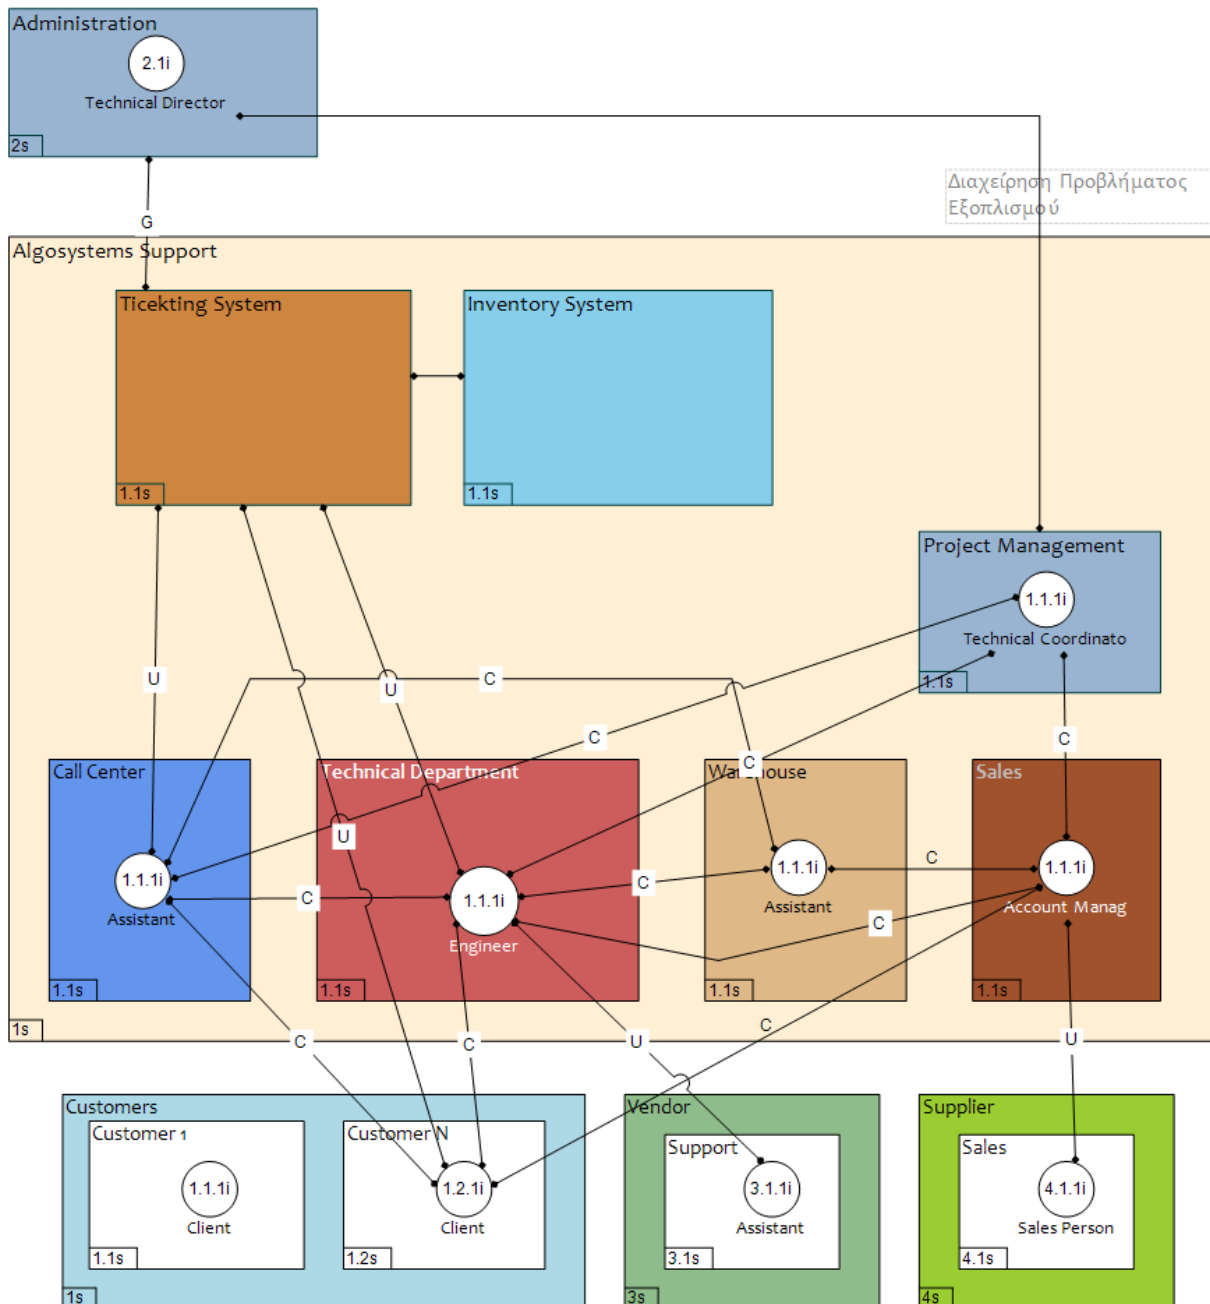 Administration
2.1i
Technical Director
2s
G
Διαχείρηση Προβλήματος
Εξοπλισμού
Algosystems Support
Ticekting System
Inventory System
1.1s
1.1s
Project Management
1.1.1i
Technical Coordinato
1.1s
U
U
C
C
C
C
Call Center
Technical Department
Warehouse
Sales
U
1.1.1i
Assistant
C
1.1.1i
Engineer
C
1.1.1i
Assistant
C
1.1.1i
Account Manag
C
1.1s
1.1s
1.1s
1.1s
1s
C
C
U
C
U
Customers
Customer 1
1.1.1i
Client
1.1s
Customer N
1.2.1i
Client
1.2s
1s
Vendor
Support
3.1.1i
Assistant
3.1s
3s
Supplier
Sales
4.1.1i
Sales Person
4.1s
4s